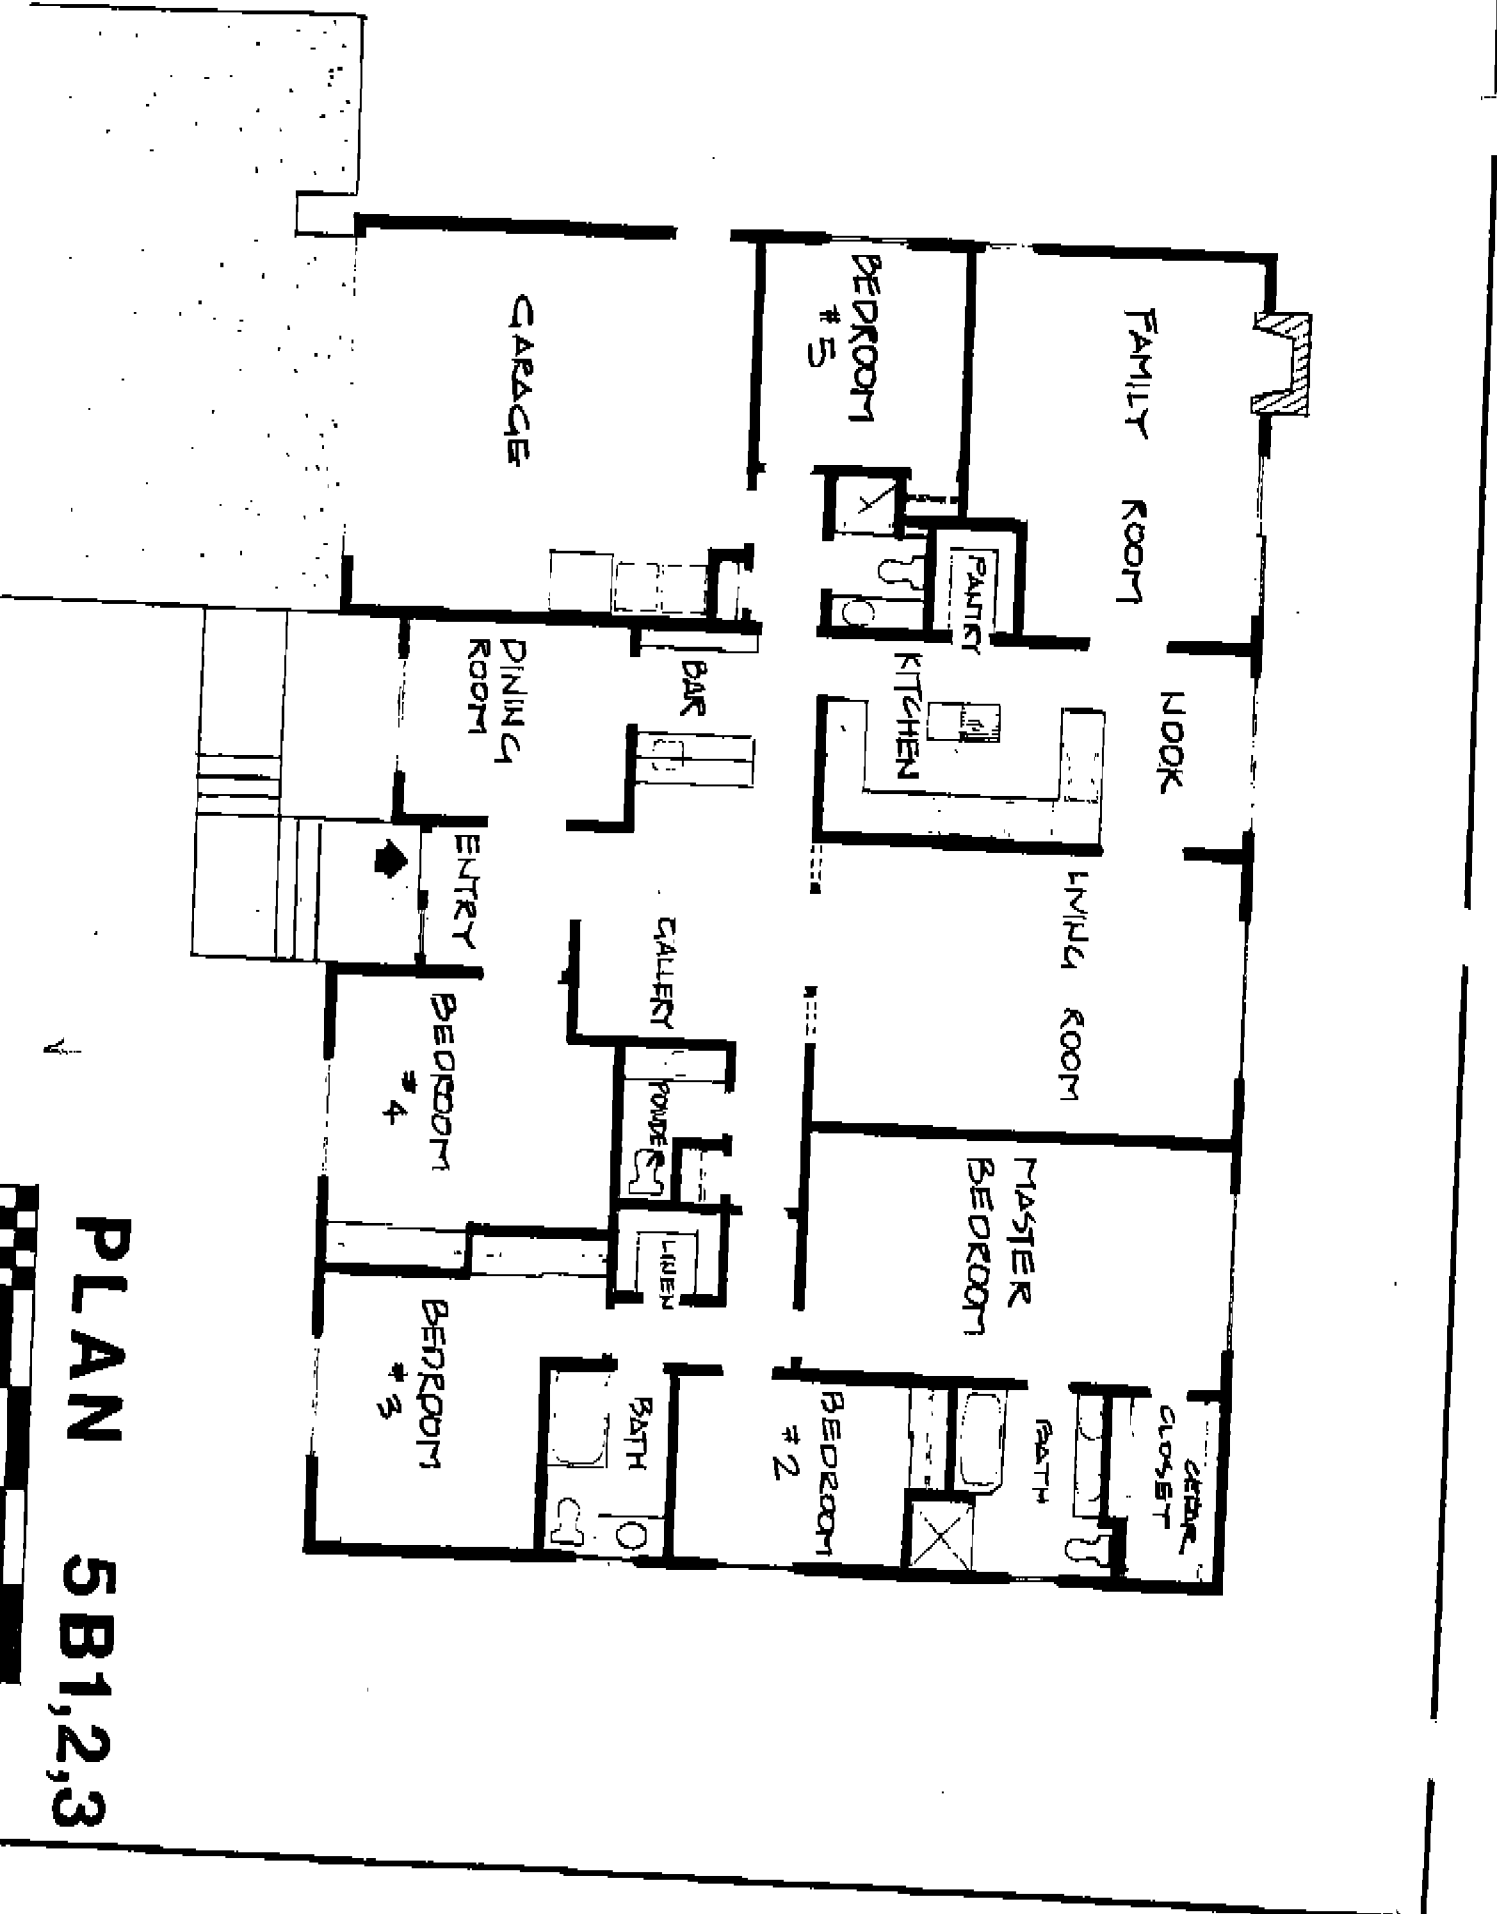 FAMILY ROOM
NOOK
LIVING ROOM
MASTER
BEDROOM
CEDAR
CLOSET
BATH
PANTRY
KITCHEN
BEDROOM
# 5
BEDROOM
# 2
BAR
GALLERY
POWDER
LINEN
BATH
GARAGE
DINING
ROOM
ENTRY
BEDROOM
# 4
BEDROOM
# 3
PLAN 5B1,2,3